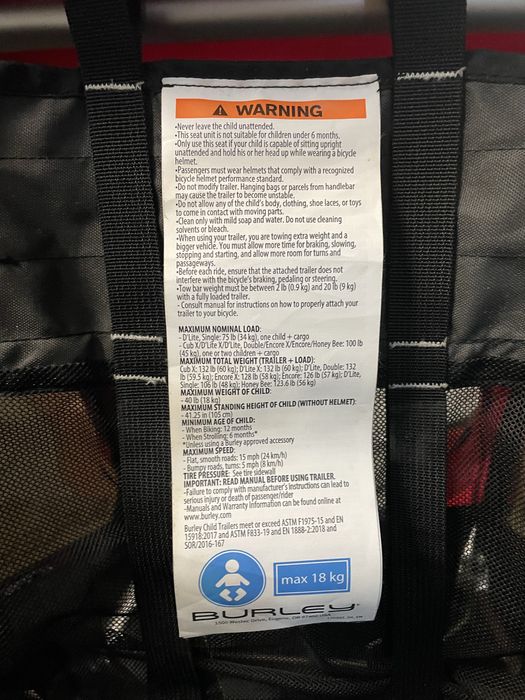 WARNING
•Never leave the child unattended.
•This seat unit is not suitable for children under 6 months.
•Only use this seat if your child is capable of sitting upright
unattended and hold his or her head up while wearing a bicycle
helmet.
•Passengers must wear helmets that comply with a recognized
bicycle helmet performance standard.
•Do not modify trailer. Hanging bags or parcels from handlebar
may cause the trailer to become unstable.
•Do not allow any of the child's body, clothing, shoe laces, or toys
to come in contact with moving parts.
•Clean only with mild soap and water. Do not use cleaning
solvents or bleach.
•When using your trailer, you are towing extra weight and a
bigger vehicle. You must allow more time for braking, slowing,
stopping and starting, and allow more room for turns and
passageways.
•Before each ride, ensure that the attached trailer does not
interfere with the bicycle's braking, pedaling or steering.
•Tow bar weight must be between 2 lb (0.9 kg) and 20 lb (9 kg)
with a fully loaded trailer.
- Consult manual for instructions on how to properly attach your
trailer to your bicycle.
MAXIMUM NOMINAL LOAD:
- D'Lite, Single: 75 lb (34 kg), one child + cargo
- Cub X/D'Lite X/D'Lite, Double/Encore X/Encore/Honey Bee: 100 lb
(45 kg), one or two children + cargo
MAXIMUM TOTAL WEIGHT (TRAILER + LOAD):
Cub X: 132 lb (60 kg); D'Lite X: 132 lb (60 kg); D'Lite, Double: 132
lb (59.5 kg); Encore X: 128 lb (58 kg); Encore: 126 lb (57 kg); D'Lite,
Single: 106 lb (48 kg); Honey Bee: 123.6 lb (56 kg)
MAXIMUM WEIGHT OF CHILD:
- 40 lb (18 kg)
MAXIMUM STANDING HEIGHT OF CHILD (WITHOUT HELMET):
- 41.25 in (105 cm)
MINIMUM AGE OF CHILD:
- When Biking: 12 months
- When Strolling: 6 months*
*Unless using a Burley approved accessory
MAXIMUM SPEED:
- Flat, smooth roads: 15 mph (24 km/h)
- Bumpy roads, turns: 5 mph (8 km/h)
TIRE PRESSURE: See tire sidewall
IMPORTANT: READ MANUAL BEFORE USING TRAILER.
-Failure to comply with manufacturer's instructions can lead to
serious injury or death of passenger/rider
-Manuals and Warranty information can be found online at
www.burley.com
Burley Child Trailers meet or exceed ASTM F1975-15 and EN
15918:2017 and ASTM F833-19 and EN 1888-2:2018 and
SOR/2016-167
max 18 kg
BURLEY
1500 Westec Drive, Eugene, OR 97402 USA